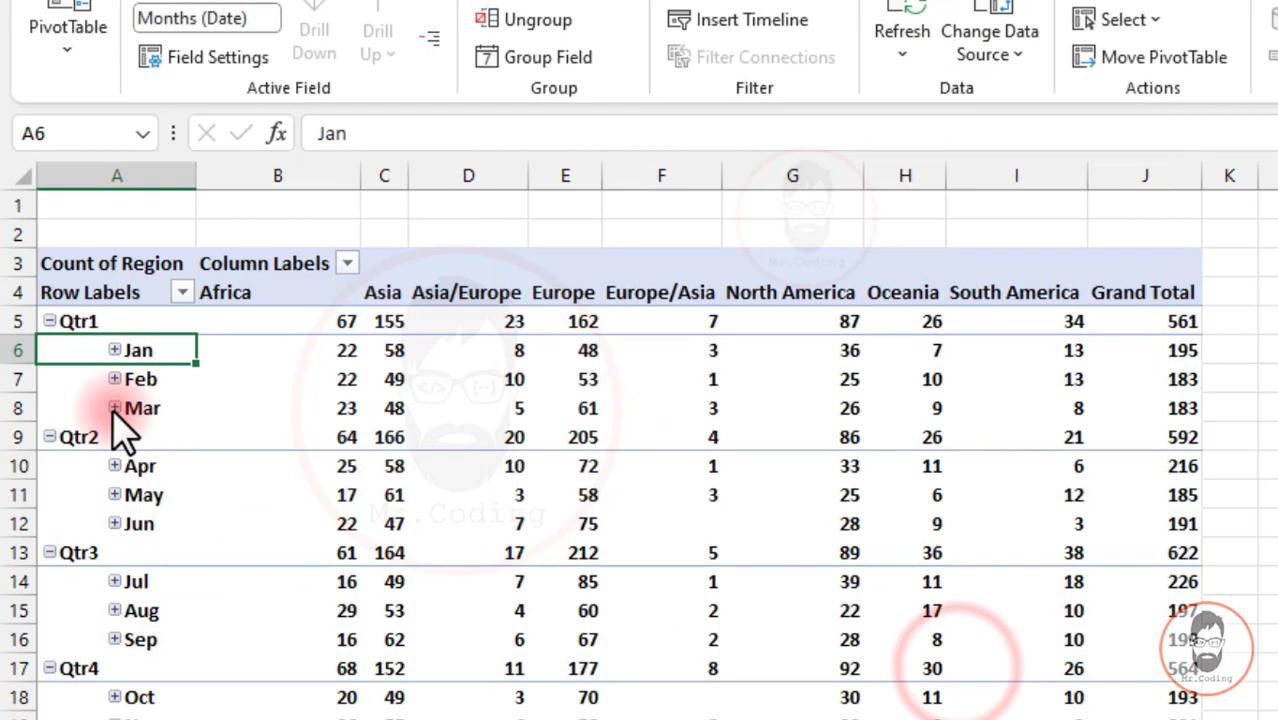 PivotTable
Months (Date)
Field Settings
Drill Down
Drill Up
Active Field
Ungroup
Group Field
Group
Insert Timeline
Filter Connections
Filter
Refresh
Change Data Source
Data
Select
Move PivotTable
Actions
A6 fx Jan
A B C D E F G H I J K
1
2
3 Count of Region Column Labels
4 Row Labels Africa Asia Asia/Europe Europe Europe/Asia North America Oceania South America Grand Total
5 Qtr1 67 155 23 162 7 87 26 34 561
6 Jan 22 58 8 48 3 36 7 13 195
7 Feb 22 49 10 53 1 25 10 13 183
8 Mar 23 48 5 61 3 26 9 8 183
9 Qtr2 64 166 20 205 4 86 26 21 592
10 Apr 25 58 10 72 1 33 11 6 216
11 May 17 61 3 58 3 25 6 12 185
12 Jun 22 47 7 75 28 9 3 191
13 Qtr3 61 164 17 212 5 89 36 38 622
14 Jul 16 49 7 85 1 39 11 18 226
15 Aug 29 53 4 60 2 22 17 10 197
16 Sep 16 62 6 67 2 28 8 10
17 Qtr4 68 152 11 177 8 92 30 26 564
18 Oct 20 49 3 70 30 11 10 193
Mr.Coding
Mr.Coding
Mr.Coding